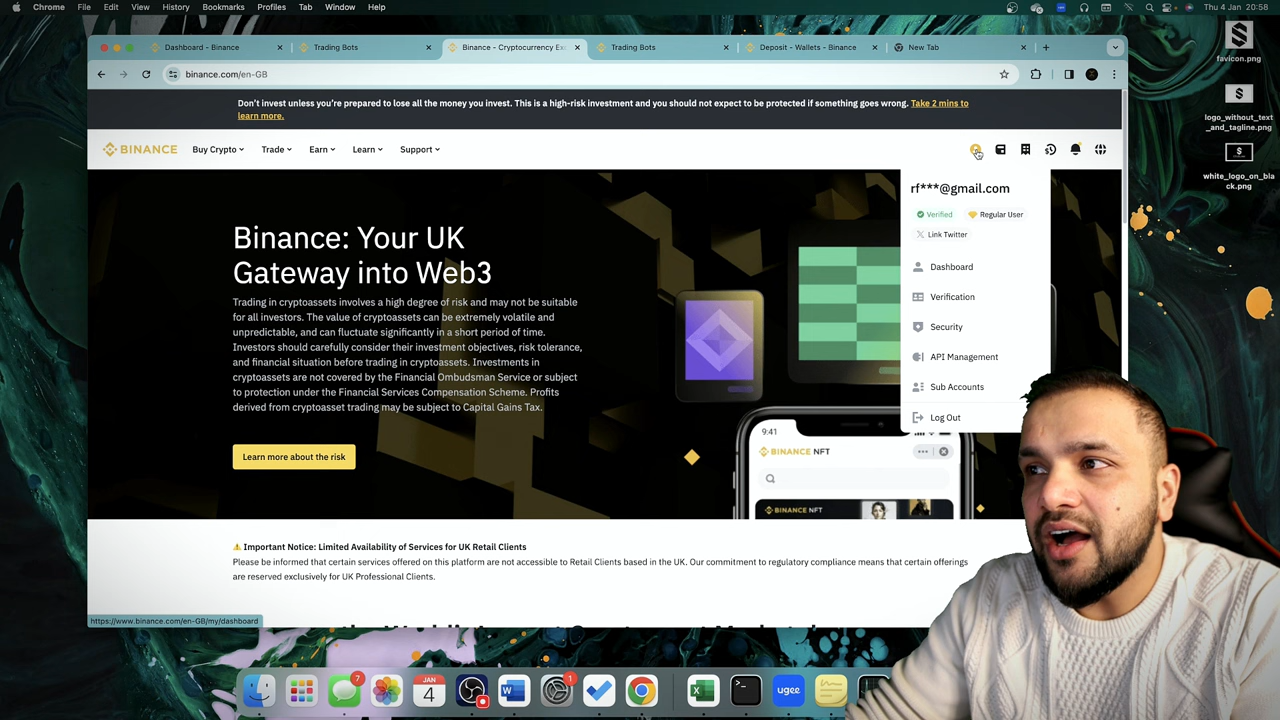 Chrome File Edit View History Bookmarks Profiles Tab Window Help
Thu 4 Jan 20:58
Dashboard - Binance
Trading Bots
Binance - Cryptocurrency Ex
Trading Bots
Deposit - Wallets - Binance
New Tab
binance.com/en-GB
Don't invest unless you're prepared to lose all the money you invest. This is a high-risk investment and you should not expect to be protected if something goes wrong. Take 2 mins to
learn more.
BINANCE
Buy Crypto
Trade
Earn
Learn
Support
rf***@gmail.com
Verified
Regular User
Link Twitter
Dashboard
Verification
Security
API Management
Sub Accounts
Log Out
Binance: Your UK
Gateway into Web3
Trading in cryptoassets involves a high degree of risk and may not be suitable
for all investors. The value of cryptoassets can be extremely volatile and
unpredictable, and can fluctuate significantly in a short period of time.
Investors should carefully consider their investment objectives, risk tolerance,
and financial situation before trading in cryptoassets. Investments in
cryptoassets are not covered by the Financial Ombudsman Service or subject
to protection under the Financial Services Compensation Scheme. Profits
derived from cryptoasset trading may be subject to Capital Gains Tax.
Learn more about the risk
9:41
BINANCE NFT
BINANCE NFT
Important Notice: Limited Availability of Services for UK Retail Clients
Please be informed that certain services offered on this platform are not accessible to Retail Clients based in the UK. Our commitment to regulatory compliance means that certain offerings
are reserved exclusively for UK Professional Clients.
https://www.binance.com/en-GB/my/dashboard
favicon.png
logo_without_text
_and_tagline.png
white_logo_on_bla
ck.png
7
JAN
4
1
ugee